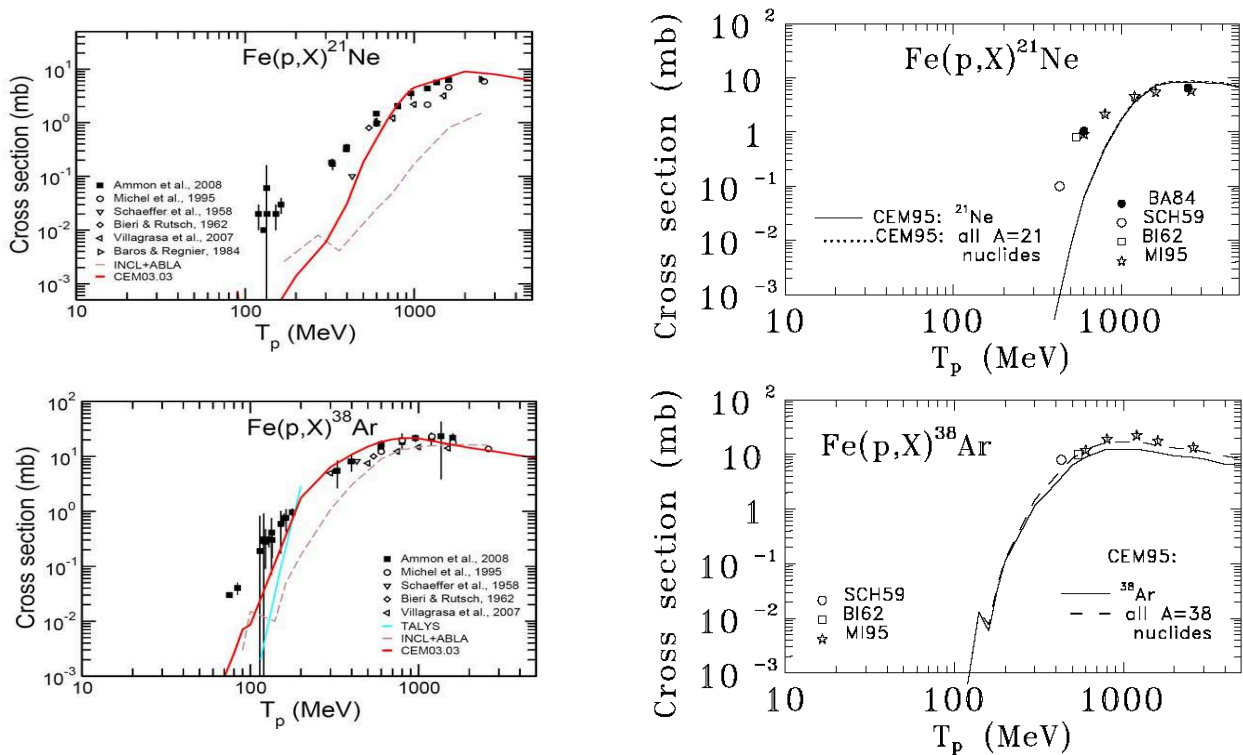 Fe(p,X)²¹Ne
Cross section (mb)
10¹
10⁰
10⁻¹
10⁻²
10⁻³
Ammon et al., 2008
Michel et al., 1995
Schaeffer et al., 1958
Bieri & Rutsch, 1962
Villagrasa et al., 2007
Baros & Regnier, 1984
INCL+ABLA
CEM03.03
10 100 1000
Tₚ (MeV)
Fe(p,X)²¹Ne
Cross section (mb)
10²
10
1
10⁻¹
10⁻²
10⁻³
CEM95: ²¹Ne
CEM95: all A=21
nuclides
BA84
SCH59
BI62
MI95
10 100 1000
Tₚ (MeV)
Fe(p,X)³⁸Ar
Cross section (mb)
10²
10¹
10⁰
10⁻¹
10⁻²
10⁻³
Ammon et al., 2008
Michel et al., 1995
Schaeffer et al., 1958
Bieri & Rutsch, 1962
Villagrasa et al., 2007
TALYS
INCL+ABLA
CEM03.03
10 100 1000
Tₚ (MeV)
Fe(p,X)³⁸Ar
Cross section (mb)
10²
10
1
10⁻¹
10⁻²
10⁻³
SCH59
BI62
MI95
CEM95:
³⁸Ar
all A=38
nuclides
10 100 1000
Tₚ (MeV)